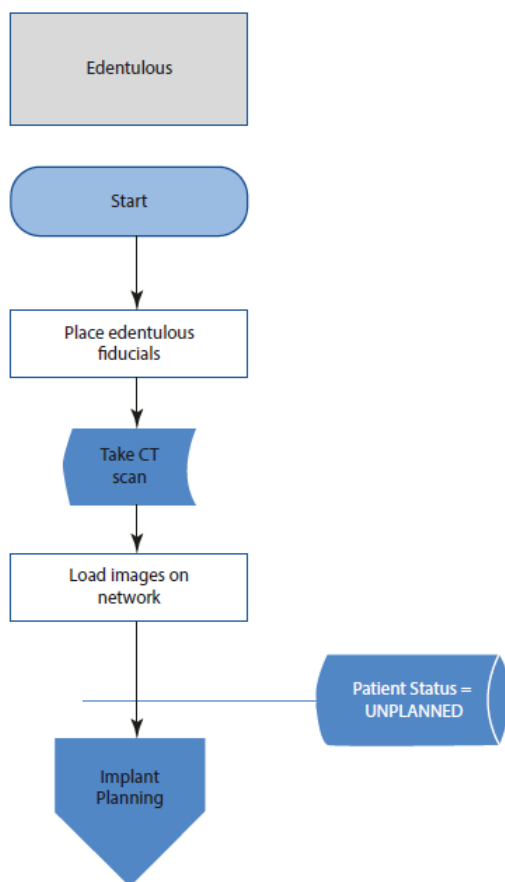 Edentulous
Start
Place edentulous
fiducials
Take CT
scan
Load images on
network
Patient Status =
UNPLANNED
Implant
Planning